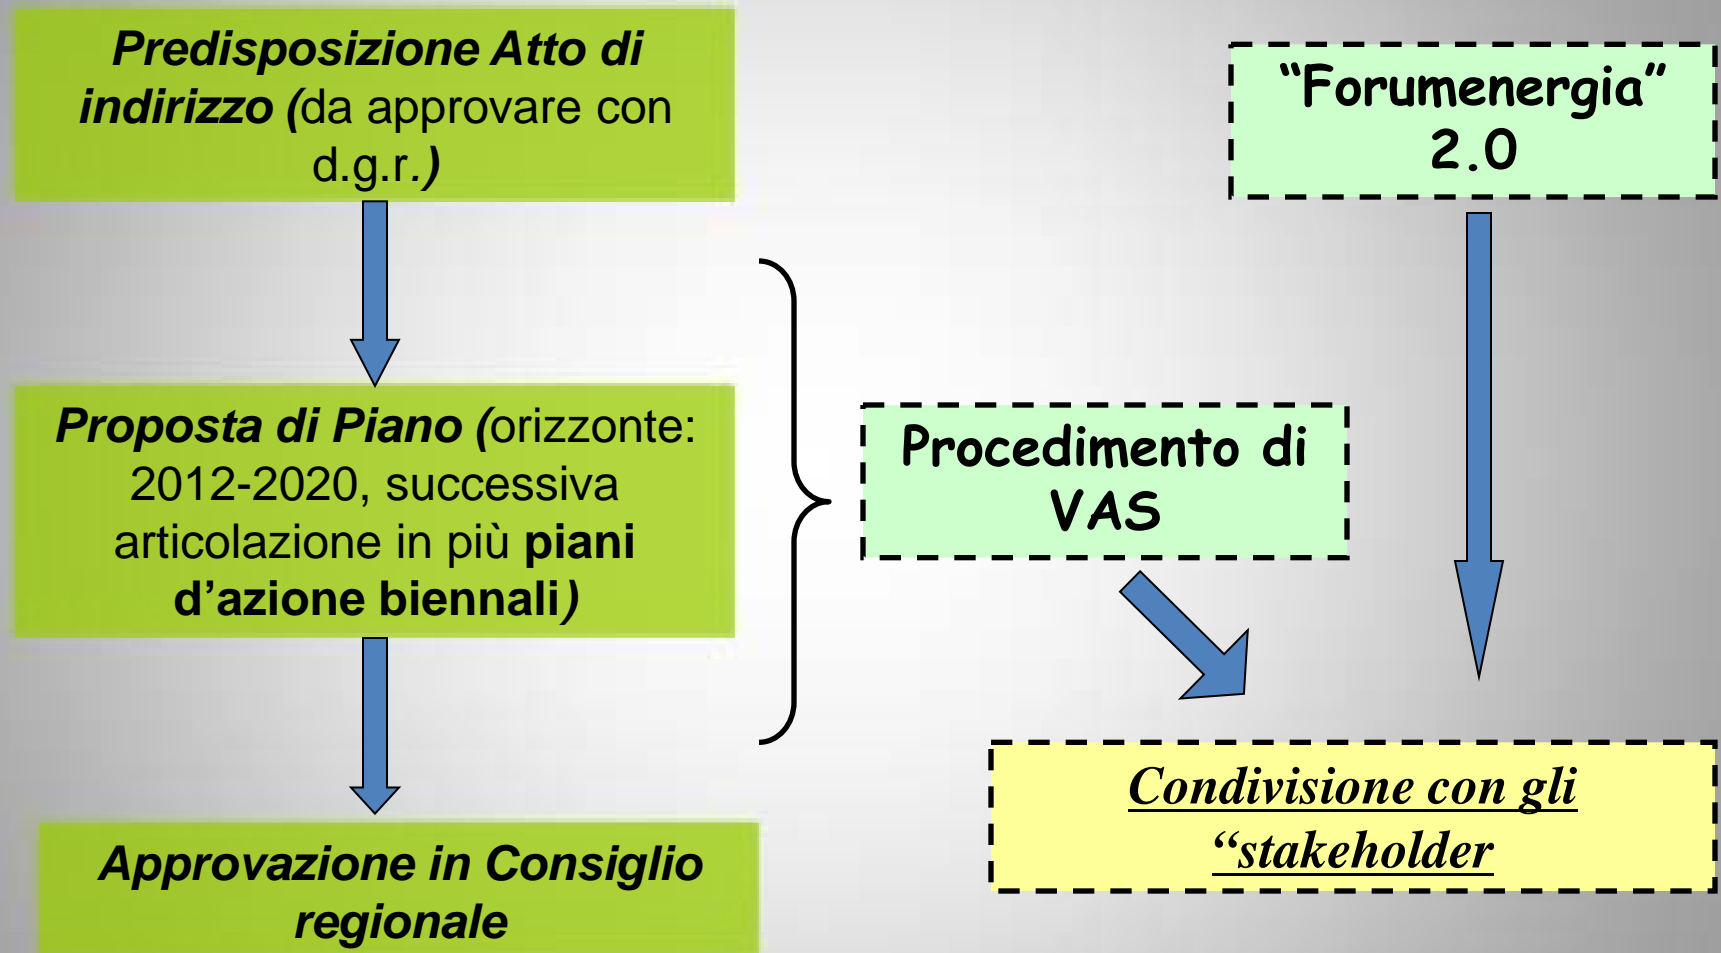 Predisposizione Atto di
indirizzo (da approvare con
d.g.r.)
“Forumenergia”
2.0
Proposta di Piano (orizzonte:
2012-2020, successiva
articolazione in più piani
d’azione biennali)
Procedimento di
VAS
Condivisione con gli
“stakeholder
Approvazione in Consiglio
regionale